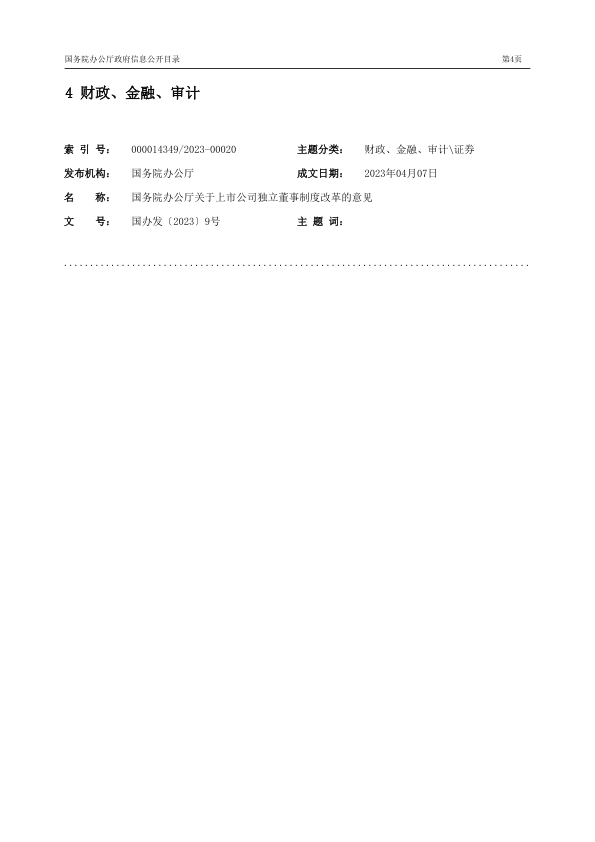 国务院办公厅政府信息公开目录 第4页
4 财政、金融、审计
索 引 号: 000014349/2023-00020 主题分类: 财政、金融、审计\证券
发布机构: 国务院办公厅 成文日期: 2023年04月07日
名 称: 国务院办公厅关于上市公司独立董事制度改革的意见
文 号: 国办发〔2023〕9号 主 题 词: